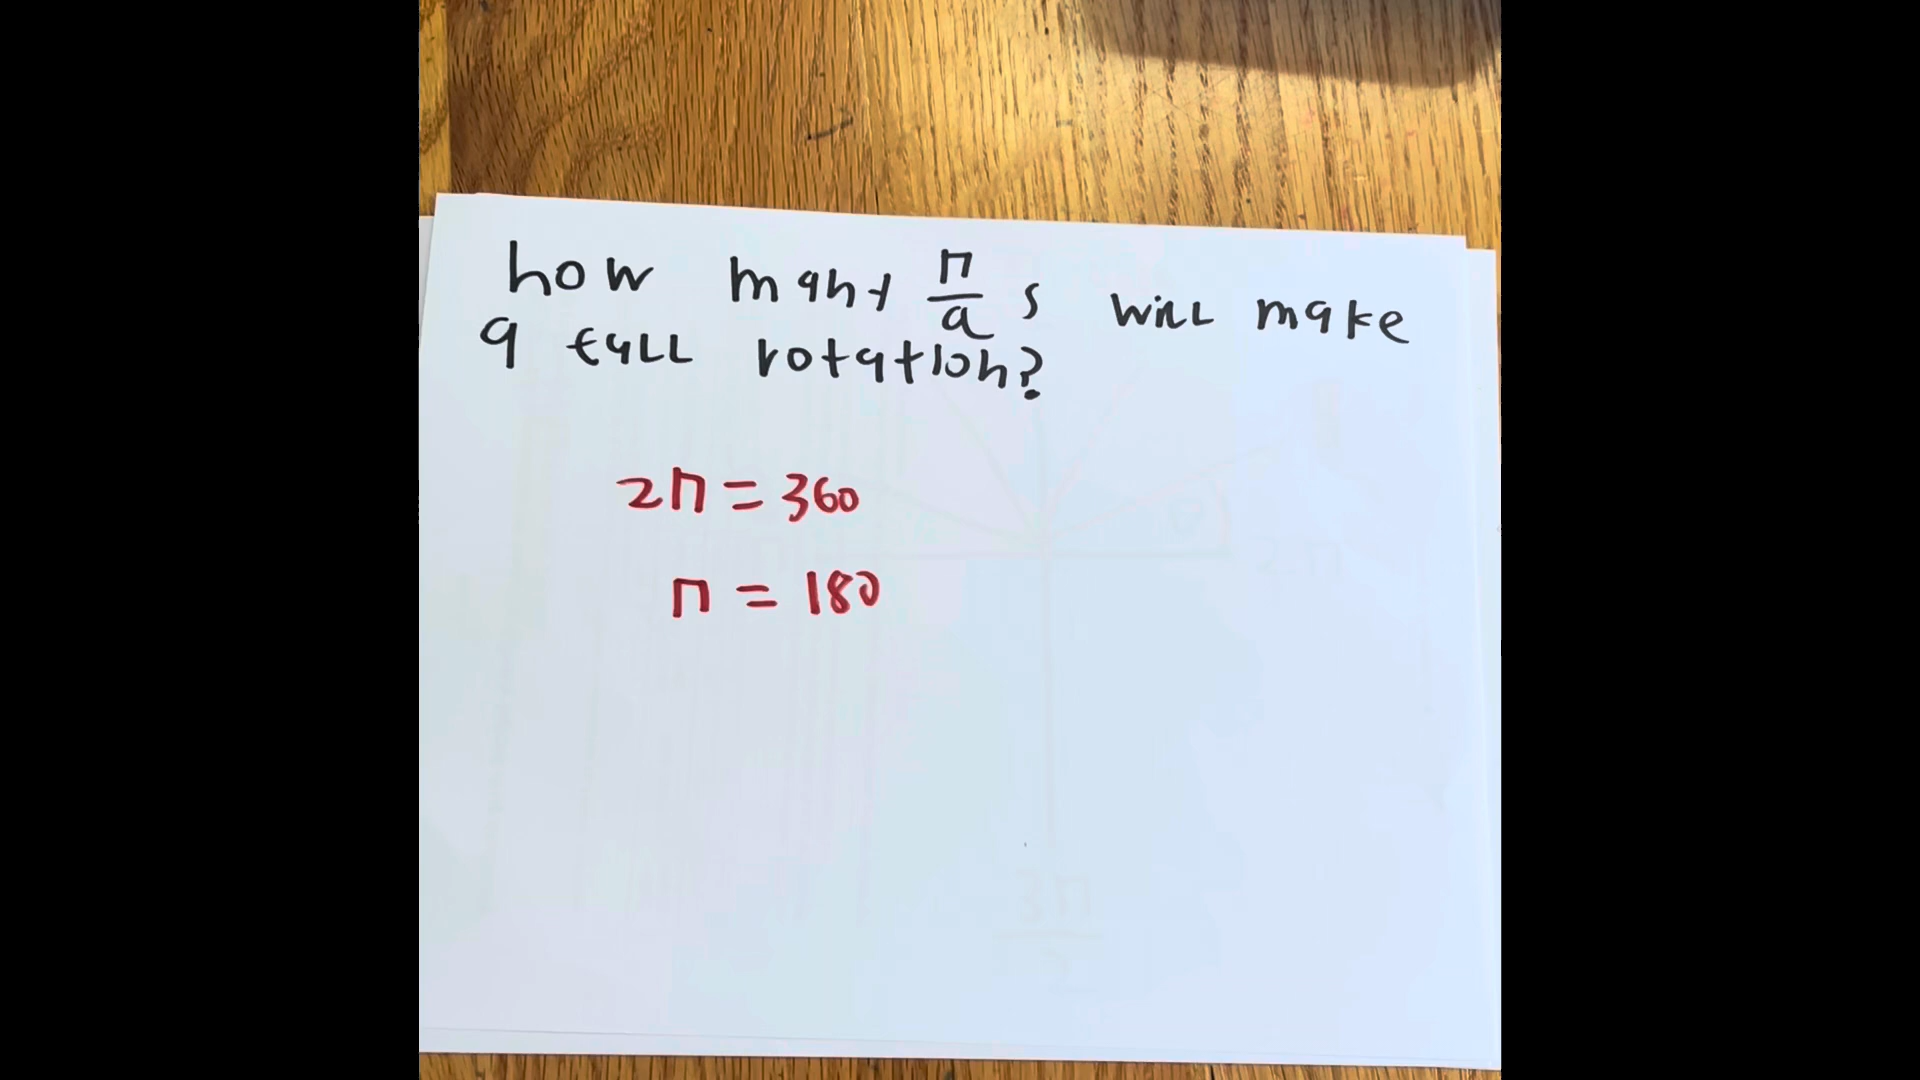 how many π/a s will make
a full rotation?
2π = 360
π = 180